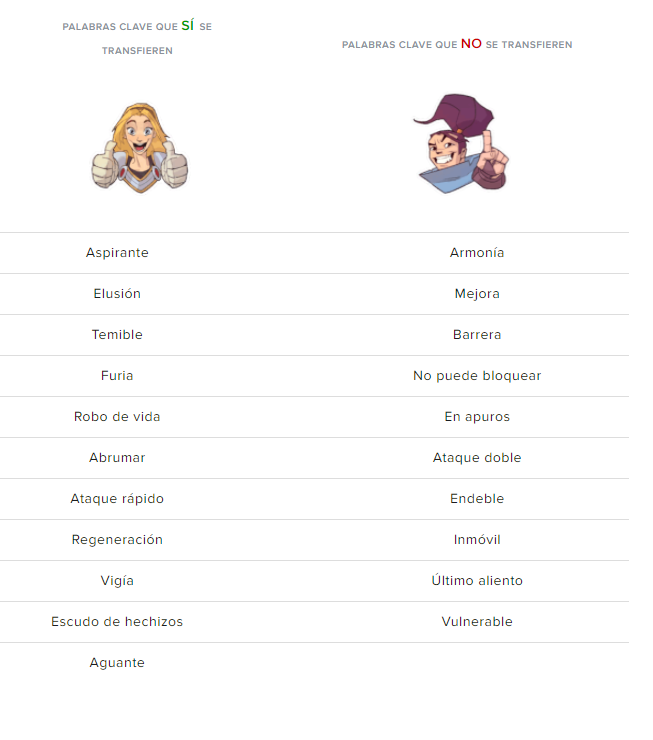 PALABRAS CLAVE QUE SÍ SE
TRANSFIEREN
PALABRAS CLAVE QUE NO SE TRANSFIEREN
Aspirante Armonía
Elusión Mejora
Temible Barrera
Furia No puede bloquear
Robo de vida En apuros
Abrumar Ataque doble
Ataque rápido Endeble
Regeneración Inmóvil
Vigía Último aliento
Escudo de hechizos Vulnerable
Aguante